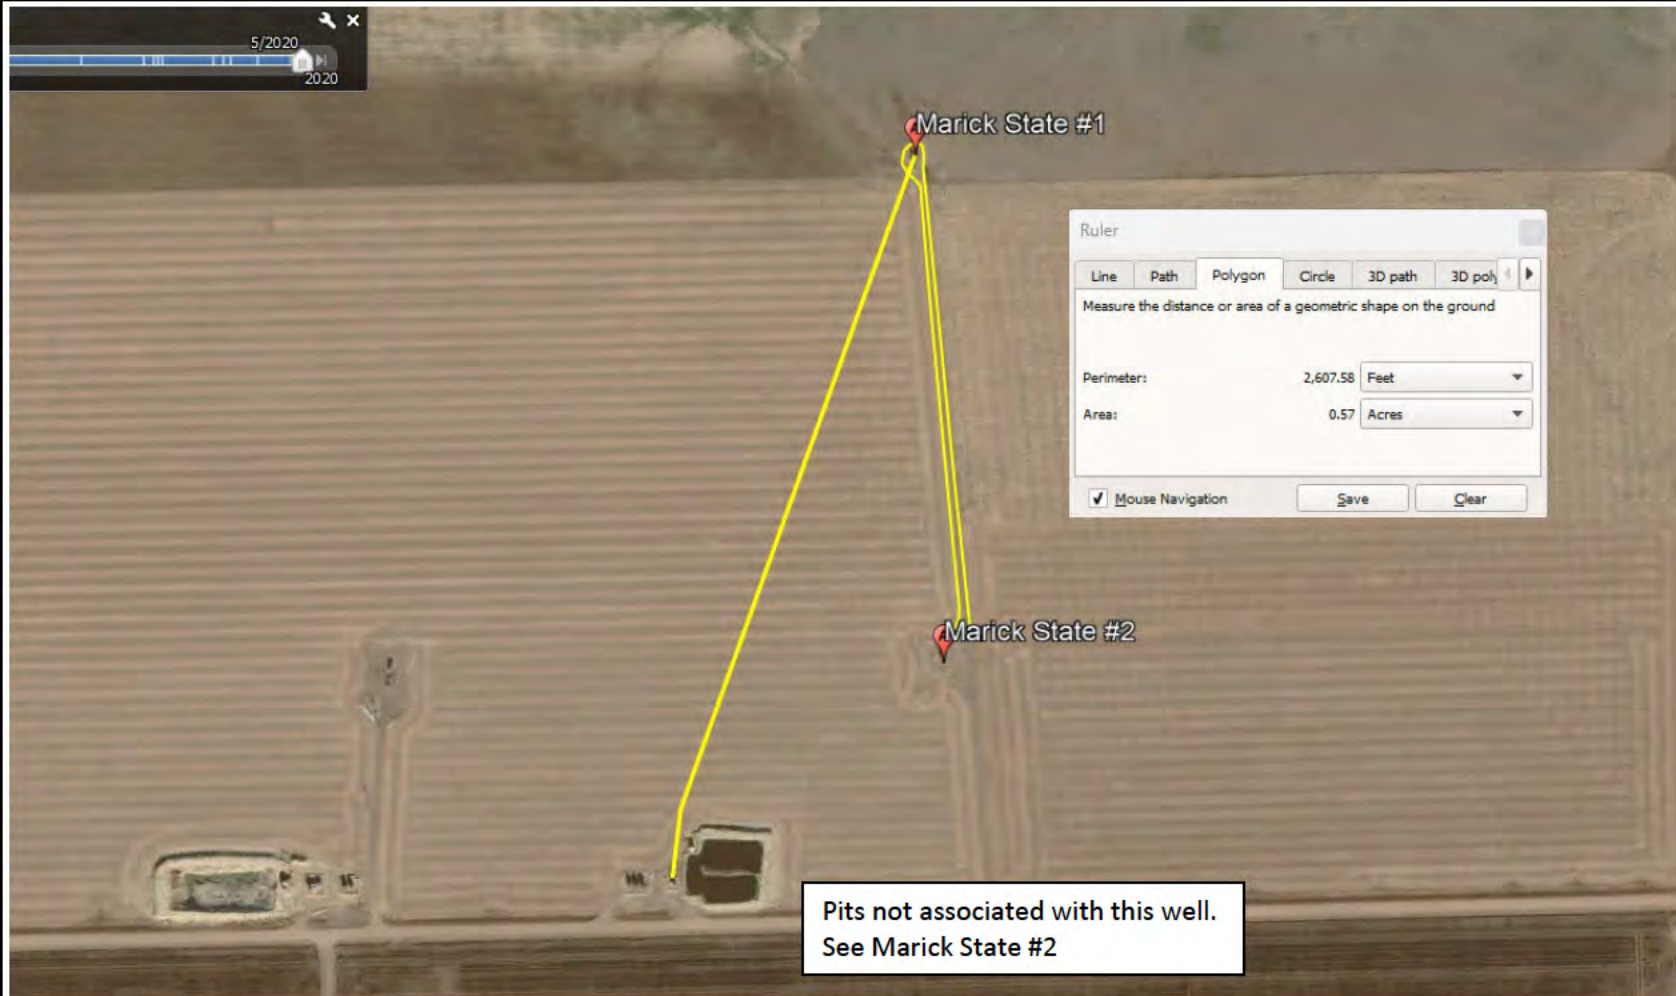 5/2020
2020
Marick State #1
Ruler
Line Path Polygon Circle 3D path 3D poly
Measure the distance or area of a geometric shape on the ground
Perimeter: 2,607.58 Feet
Area: 0.57 Acres
Mouse Navigation Save Clear
Marick State #2
Pits not associated with this well.
See Marick State #2